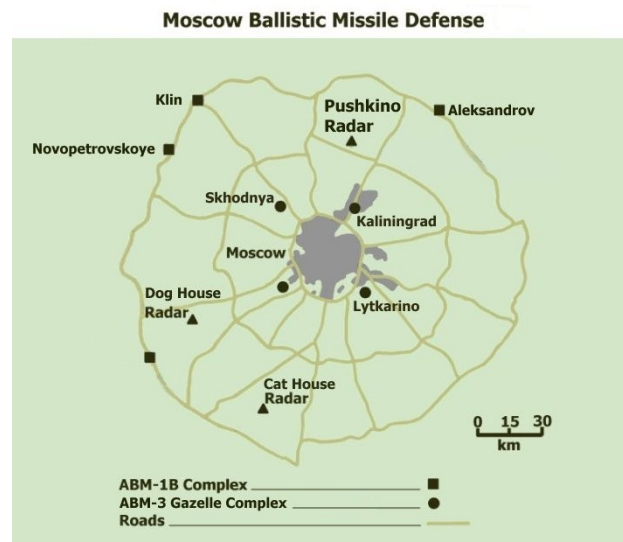 Moscow Ballistic Missile Defense
Klin
Pushkino
Radar
Aleksandrov
Novopetrovskoye
Skhodnya
Kaliningrad
Moscow
Dog House
Radar
Lytkarino
Cat House
Radar
0 15 30
km
ABM-1B Complex
ABM-3 Gazelle Complex
Roads